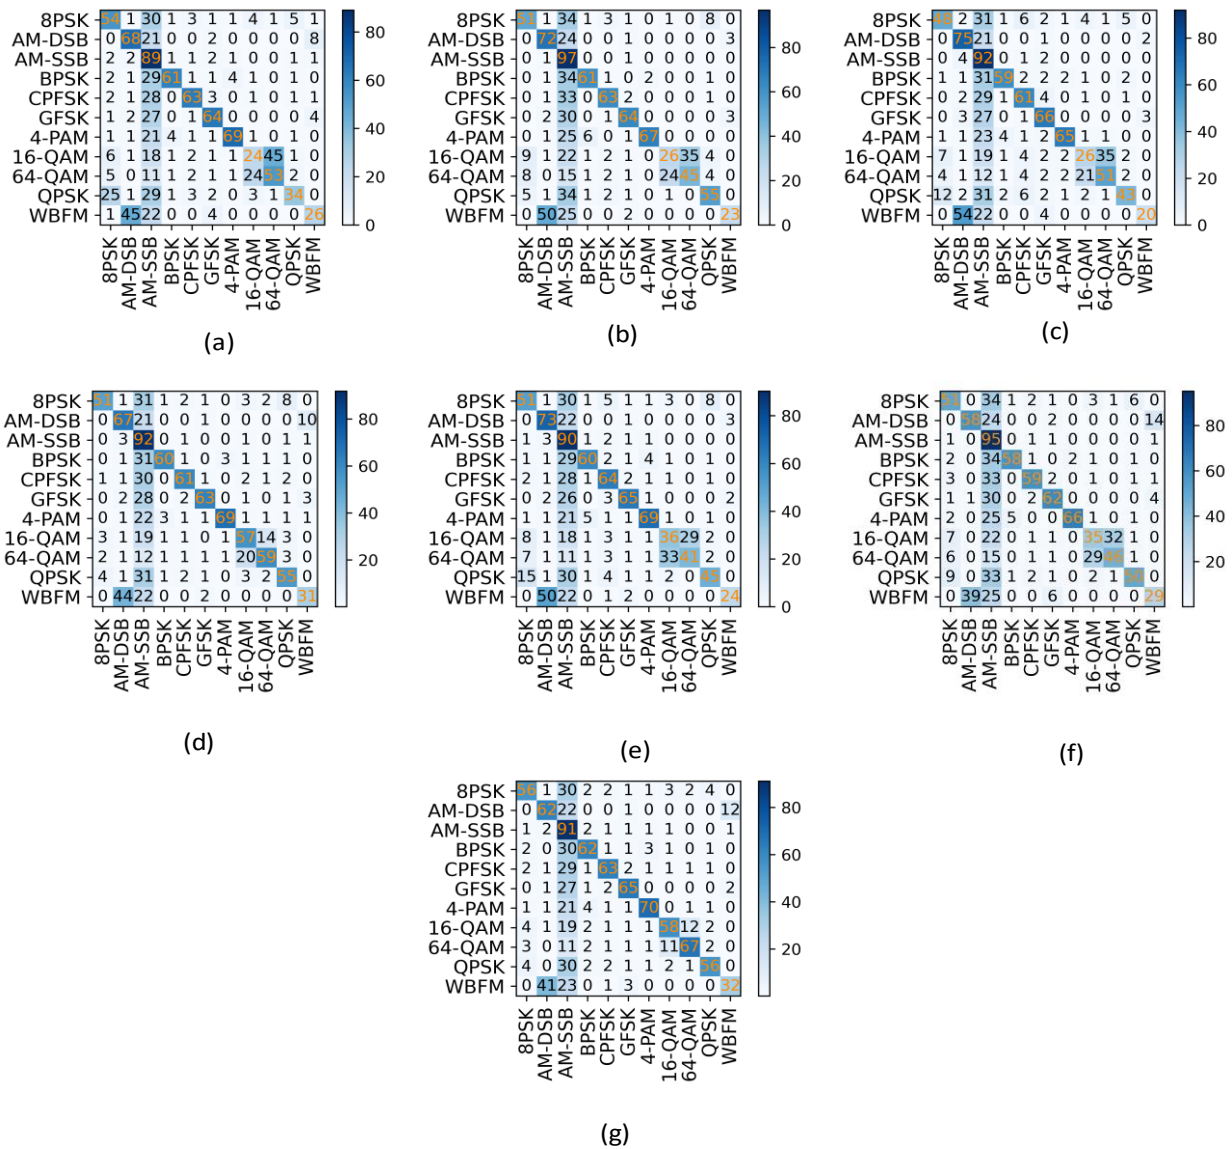 8PSK 54 1 30 1 3 1 1 4 1 5 1
AM-DSB 0 68 21 0 0 2 0 0 0 0 8
AM-SSB 2 2 89 1 1 2 1 0 0 0 1
BPSK 2 1 29 61 1 1 4 1 0 1 0
CPFSK 2 1 28 0 63 3 0 1 0 1 1
GFSK 1 2 27 0 1 64 0 0 0 0 4
4-PAM 1 1 21 4 1 1 69 1 0 1 0
16-QAM 6 1 18 1 2 1 1 24 45 1 0
64-QAM 5 0 11 1 2 1 1 24 53 2 0
QPSK 25 1 29 1 3 2 0 3 1 34 0
WBFM 1 45 22 0 0 4 0 0 0 1 26
8PSK AM-DSB AM-SSB BPSK CPFSK GFSK 4-PAM 16-QAM 64-QAM QPSK WBFM
80
60
40
20
0
(a)
8PSK 51 1 34 1 3 1 0 1 0 8 0
AM-DSB 0 72 24 0 0 1 0 0 0 0 3
AM-SSB 0 1 97 0 0 1 0 0 0 0 0
BPSK 0 1 34 61 1 0 2 0 0 1 0
CPFSK 0 1 33 0 63 2 0 0 0 1 0
GFSK 0 2 30 0 1 64 0 0 0 0 3
4-PAM 0 1 25 6 0 0 67 0 0 0 0
16-QAM 9 1 22 1 2 1 0 26 35 4 0
64-QAM 8 0 15 1 2 1 0 24 45 4 0
QPSK 5 1 34 1 2 1 0 1 0 55 0
WBFM 0 50 25 0 0 2 0 0 0 0 23
8PSK AM-DSB AM-SSB BPSK CPFSK GFSK 4-PAM 16-QAM 64-QAM QPSK WBFM
80
60
40
20
0
(b)
8PSK 48 2 31 1 6 2 1 4 1 5 0
AM-DSB 0 75 21 0 0 1 0 0 0 0 2
AM-SSB 0 4 92 0 1 2 0 0 0 0 1
BPSK 1 1 31 59 2 2 2 1 0 1 0
CPFSK 0 2 29 1 61 4 0 1 0 1 0
GFSK 0 3 27 0 1 66 0 0 0 0 3
4-PAM 1 1 23 4 1 2 65 1 1 0 0
16-QAM 7 1 19 1 4 2 2 26 35 2 0
64-QAM 4 1 12 1 4 2 1 21 51 2 0
QPSK 12 2 31 2 6 2 0 2 1 43 0
WBFM 0 54 22 0 0 4 0 0 0 0 20
8PSK AM-DSB AM-SSB BPSK CPFSK GFSK 4-PAM 16-QAM 64-QAM QPSK WBFM
80
60
40
20
0
(c)
8PSK 51 1 31 1 2 1 0 3 2 8 0
AM-DSB 0 67 21 0 0 1 0 0 0 0 10
AM-SSB 0 3 92 0 1 0 0 1 0 1 1
BPSK 0 1 31 60 1 0 3 1 1 1 0
CPFSK 1 1 30 0 61 1 0 2 1 2 0
GFSK 0 2 28 0 2 63 0 1 0 1 3
4-PAM 0 1 22 3 1 1 69 1 1 1 1
16-QAM 3 1 19 1 1 0 1 57 14 3 1
64-QAM 2 1 12 1 1 1 1 20 59 3 0
QPSK 4 1 31 1 2 1 0 3 2 55 0
WBFM 0 44 22 0 0 2 0 0 0 0 31
8PSK AM-DSB AM-SSB BPSK CPFSK GFSK 4-PAM 16-QAM 64-QAM QPSK WBFM
80
60
40
20
(d)
8PSK 51 1 30 1 5 1 1 3 0 8 0
AM-DSB 0 73 22 0 0 1 0 0 0 0 3
AM-SSB 1 3 90 1 2 1 1 0 0 0 1
BPSK 1 1 29 60 2 1 4 1 0 1 0
CPFSK 2 1 28 1 64 2 1 1 0 1 0
GFSK 0 2 26 0 3 65 0 0 0 0 2
4-PAM 1 1 21 5 1 2 69 1 0 0 0
16-QAM 8 1 18 1 3 1 1 36 29 2 0
64-QAM 7 1 11 1 3 1 1 33 41 2 0
QPSK 15 1 30 1 4 1 1 2 0 45 0
WBFM 0 50 22 0 1 2 0 0 0 0 24
8PSK AM-DSB AM-SSB BPSK CPFSK GFSK 4-PAM 16-QAM 64-QAM QPSK WBFM
80
60
40
20
0
(e)
8PSK 51 0 34 1 2 1 0 3 1 6 1
AM-DSB 0 58 24 0 0 2 0 0 0 0 14
AM-SSB 1 0 95 0 0 1 0 0 0 1 1
BPSK 2 0 34 58 1 0 2 1 0 1 0
CPFSK 3 0 33 0 59 2 0 1 0 1 1
GFSK 1 1 30 0 2 62 0 0 0 0 4
4-PAM 2 0 25 5 0 0 66 0 1 0 0
16-QAM 7 0 22 1 1 1 0 35 32 1 0
64-QAM 6 0 15 1 1 1 0 29 46 1 0
QPSK 9 0 33 1 2 1 0 2 1 50 0
WBFM 0 39 25 0 0 6 0 0 0 0 29
8PSK AM-DSB AM-SSB BPSK CPFSK GFSK 4-PAM 16-QAM 64-QAM QPSK WBFM
80
60
40
20
(f)
8PSK 56 1 30 2 2 1 1 3 2 4 0
AM-DSB 0 62 22 0 0 1 0 0 0 0 12
AM-SSB 1 2 91 2 1 1 1 1 0 0 1
BPSK 2 0 30 62 1 1 3 1 0 1 0
CPFSK 2 1 29 1 63 2 1 1 1 1 0
GFSK 0 1 27 1 2 65 0 0 0 0 2
4-PAM 1 1 21 4 1 1 70 0 1 1 0
16-QAM 4 1 19 2 1 1 1 58 12 2 0
64-QAM 3 0 11 2 1 1 1 11 67 2 0
QPSK 4 0 30 2 2 1 1 2 1 56 0
WBFM 0 41 23 0 1 3 0 0 0 0 32
8PSK AM-DSB AM-SSB BPSK CPFSK GFSK 4-PAM 16-QAM 64-QAM QPSK WBFM
80
60
40
20
(g)